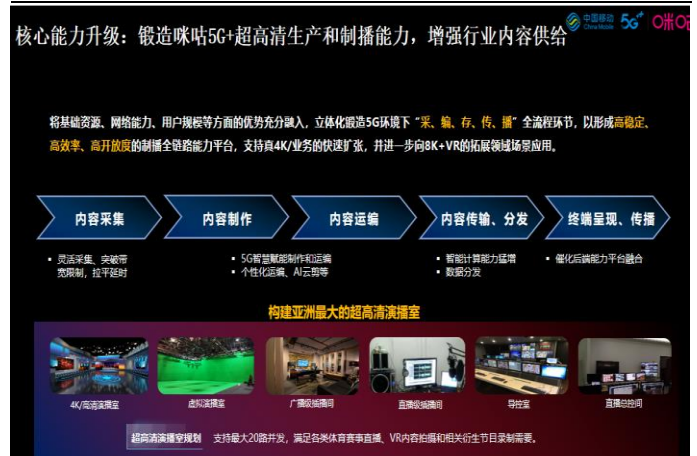 核心能力升级：锻造咪咕5G+超高清生产和制播能力，增强行业内容供给
中国移动
China Mobile
5G+
咪咕
将基础资源、网络能力、用户规模等方面的优势充分融入，立体化锻造5G环境下“采、编、存、传、播”全流程环节，以形成高稳定、
高效率、高开放度的制播全链路能力平台，支持真4K/业务的快速扩张，并进一步向8K+VR的拓展领域场景应用。
内容采集
内容制作
内容运编
内容传输、分发
终端呈现、传播
▪ 灵活采集、突破带
宽限制，拉平延时
▪ 5G智慧赋能制作和运编
▪ 个性化运编、AI云剪等
▪ 智能计算能力猛增
▪ 数据分发
▪ 催化后端能力平台融合
构建亚洲最大的超高清演播室
4K/高清演播室
虚拟演播室
广播级插播间
直播级插播间
导控室
直播总控间
超高清演播室规划
支持最大20路并发，满足各类体育赛事直播、VR内容拍摄和相关衍生节目录制需要。